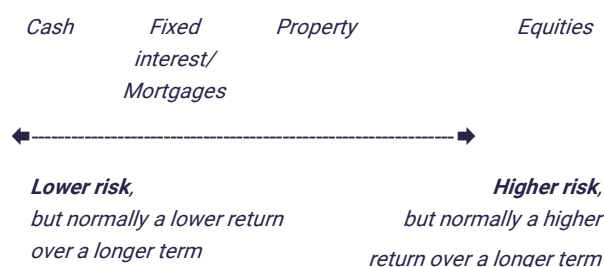 Cash Fixed Property Equities
interest/
Mortgages
Lower risk, Higher risk,
but normally a lower return but normally a higher
over a longer term return over a longer term